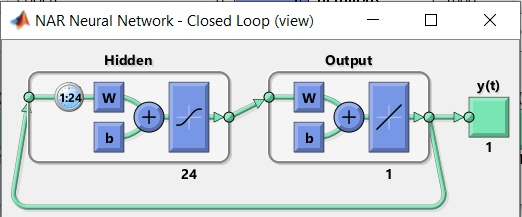 NAR Neural Network - Closed Loop (view)
Hidden
Output
y(t)
1:24
W
b
+
24
W
b
+
1
1